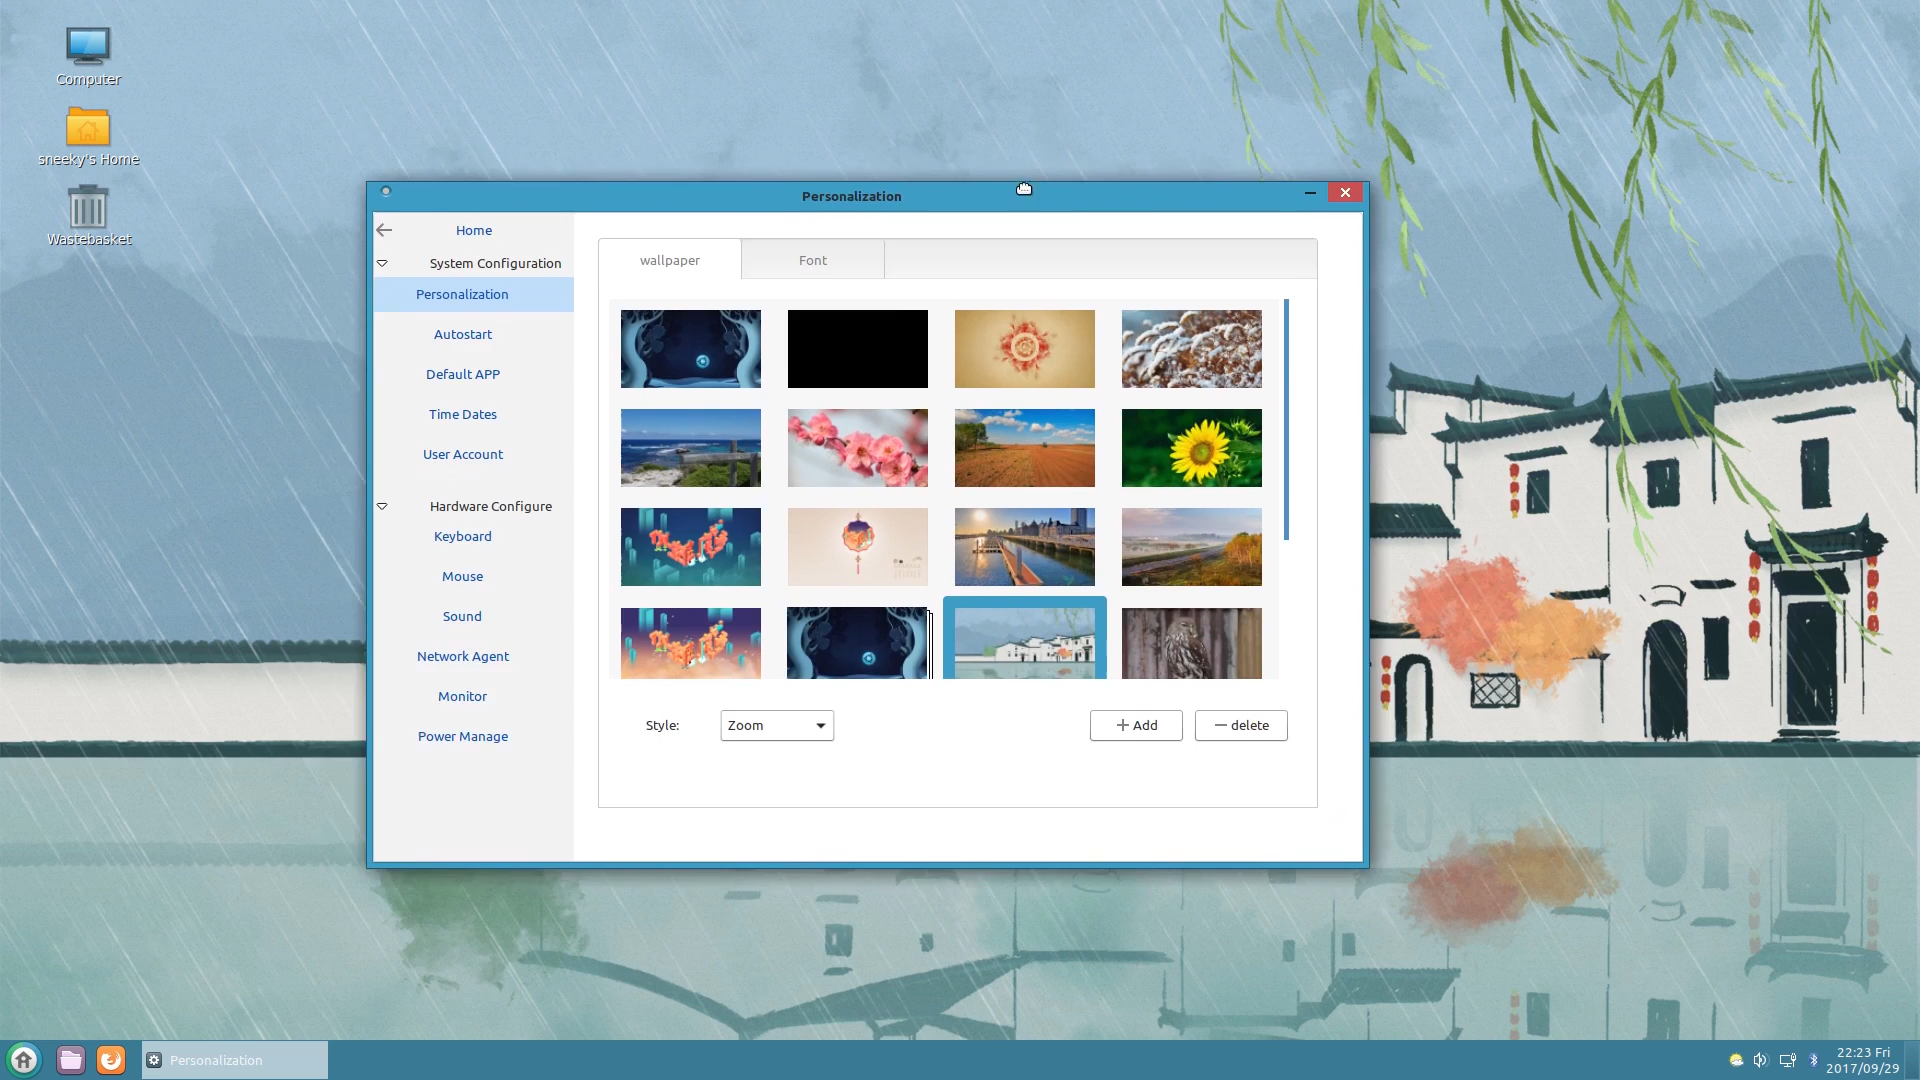 Computer
sneeky's Home
Wastebasket
Personalization
Home
System Configuration
Personalization
Autostart
Default APP
Time Dates
User Account
Hardware Configure
Keyboard
Mouse
Sound
Network Agent
Monitor
Power Manage
wallpaper
Font
Style:
Zoom
Add
delete
Personalization
22:23 Fri
2017/09/29